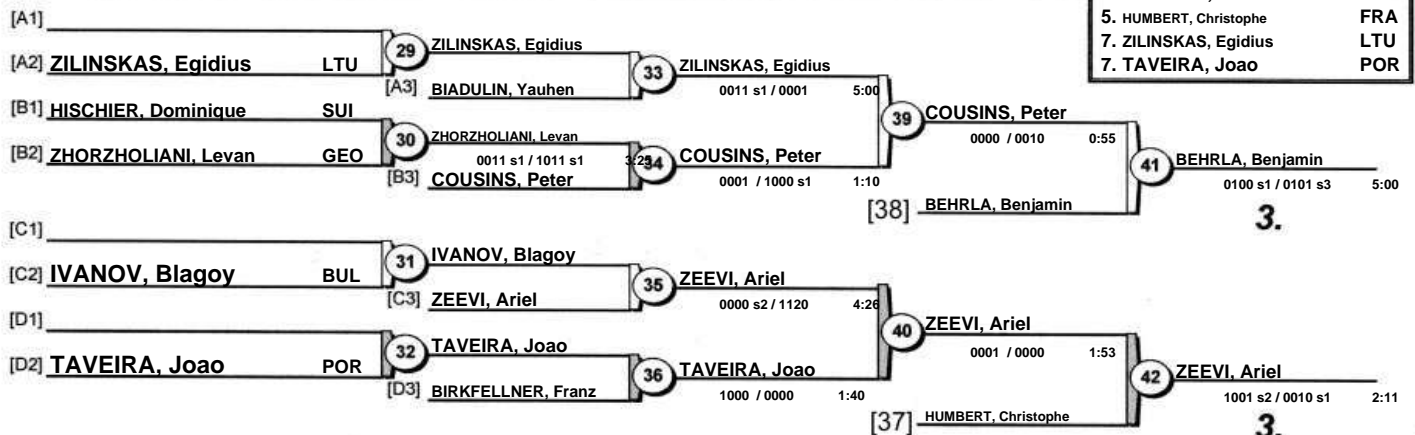 5. HUMBERT, Christophe FRA
7. ZILINSKAS, Egidius LTU
7. TAVEIRA, Joao POR
[A1]
[A2] ZILINSKAS, Egidius LTU
29
ZILINSKAS, Egidius
[A3] BIADULIN, Yauhen
33
ZILINSKAS, Egidius
0011 s1 / 0001 5:00
[B1] HISCHIER, Dominique SUI
[B2] ZHORZHOLIANI, Levan GEO
30
ZHORZHOLIANI, Levan
0011 s1 / 1011 s1 3:25
[B3] COUSINS, Peter
34
COUSINS, Peter
0001 / 1000 s1 1:10
39
COUSINS, Peter
0000 / 0010 0:55
[38] BEHRLA, Benjamin
41
BEHRLA, Benjamin
0100 s1 / 0101 s3 5:00
3.
[C1]
[C2] IVANOV, Blagoy BUL
31
IVANOV, Blagoy
[C3] ZEEVI, Ariel
35
ZEEVI, Ariel
0000 s2 / 1120 4:26
[D1]
[D2] TAVEIRA, Joao POR
32
TAVEIRA, Joao
[D3] BIRKFELLNER, Franz
36
TAVEIRA, Joao
1000 / 0000 1:40
40
ZEEVI, Ariel
0001 / 0000 1:53
[37] HUMBERT, Christophe
42
ZEEVI, Ariel
1001 s2 / 0010 s1 2:11
3.